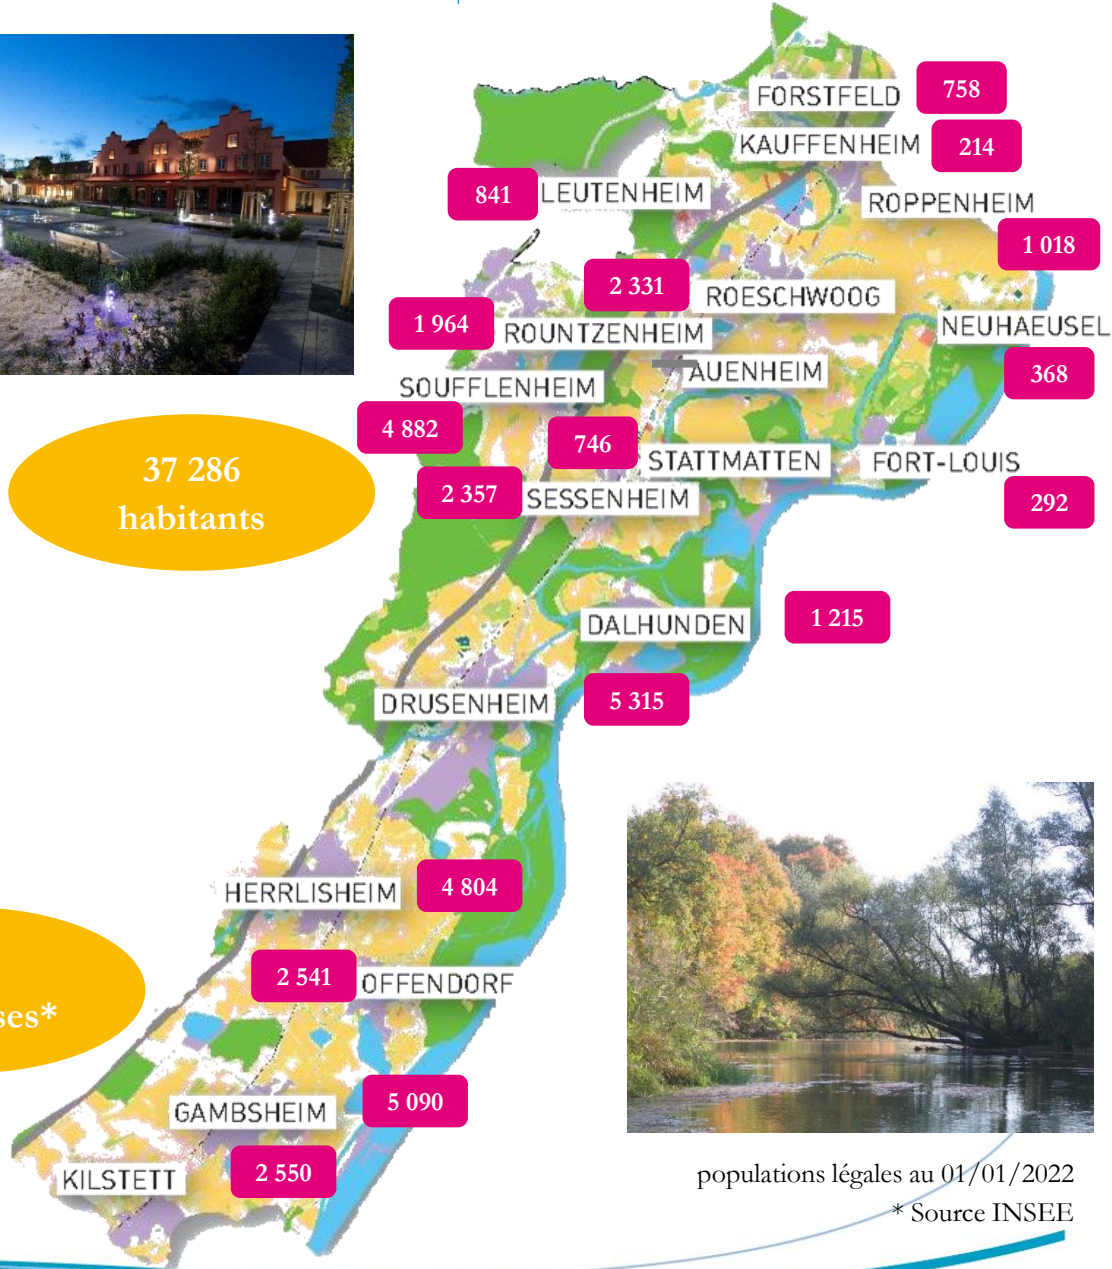 FORSTFELD
758
KAUFFENHEIM
214
841
LEUTENHEIM
ROPPENHEIM
1 018
2 331
ROESCHWOOG
1 964
ROUNTZENHEIM
NEUHAEUSEL
AUENHEIM
368
SOUFFLENHEIM
4 882
746
STATTMATTEN
FORT-LOUIS
37 286
habitants
2 357
SESSENHEIM
292
DALHUNDEN
1 215
DRUSENHEIM
5 315
HERRLISHEIM
4 804
2 541
OFFENDORF
ses*
GAMBSHEIM
5 090
KILSTETT
2 550
populations légales au 01/01/2022
* Source INSEE